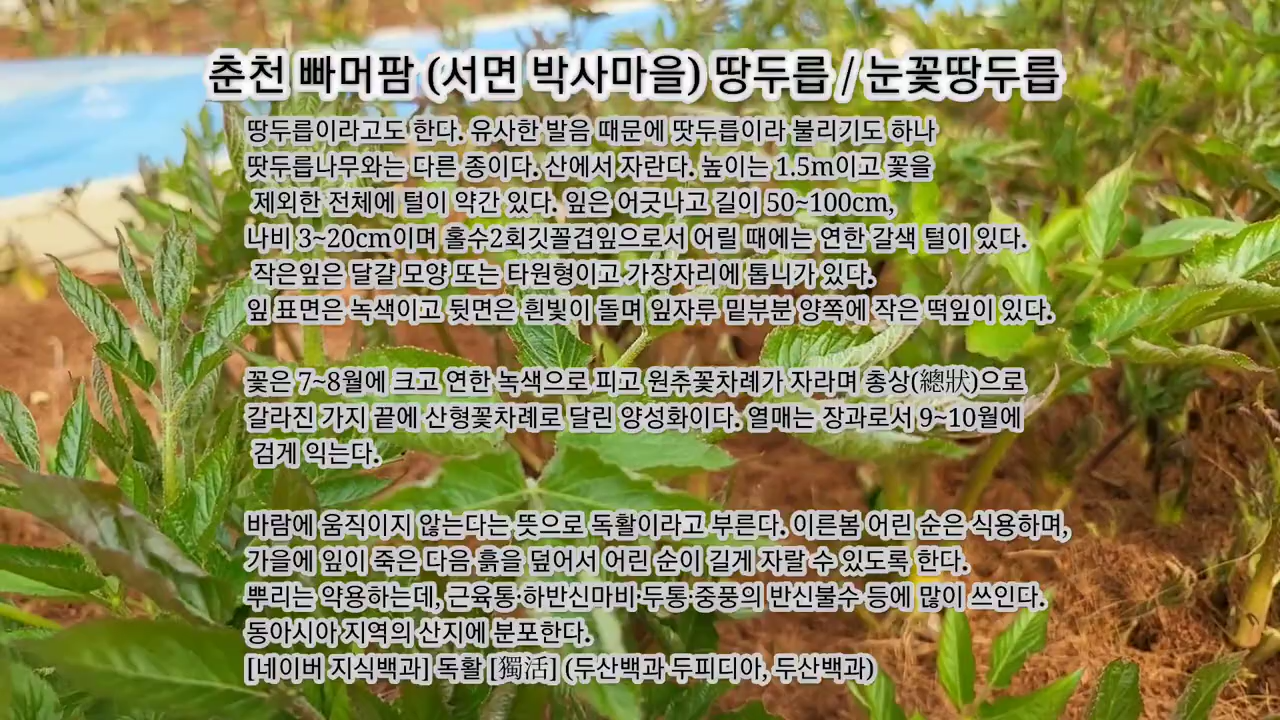 춘천 빠머팜 (서면 박사마을) 땅두릅 / 눈꽃땅두릅
땅두릅이라고도 한다. 유사한 발음 때문에 땃두릅이라 불리기도 하나
땃두릅나무와는 다른 종이다. 산에서 자란다. 높이는 1.5m이고 꽃을
제외한 전체에 털이 약간 있다. 잎은 어긋나고 길이 50~100cm,
나비 3~20cm이며 홀수2회깃꼴겹잎으로서 어릴 때에는 연한 갈색 털이 있다.
작은잎은 달걀 모양 또는 타원형이고 가장자리에 톱니가 있다.
잎 표면은 녹색이고 뒷면은 흰빛이 돌며 잎자루 밑부분 양쪽에 작은 떡잎이 있다.
꽃은 7~8월에 크고 연한 녹색으로 피고 원추꽃차례가 자라며 총상(總狀)으로
갈라진 가지 끝에 산형꽃차례로 달린 양성화이다. 열매는 장과로서 9~10월에
검게 익는다.
바람에 움직이지 않는다는 뜻으로 독활이라고 부른다. 이른봄 어린 순은 식용하며,
가을에 잎이 죽은 다음 흙을 덮어서 어린 순이 길게 자랄 수 있도록 한다.
뿌리는 약용하는데, 근육통·하반신마비·두통·중풍의 반신불수 등에 많이 쓰인다.
동아시아 지역의 산지에 분포한다.
[네이버 지식백과] 독활 [獨活] (두산백과 두피디아, 두산백과)